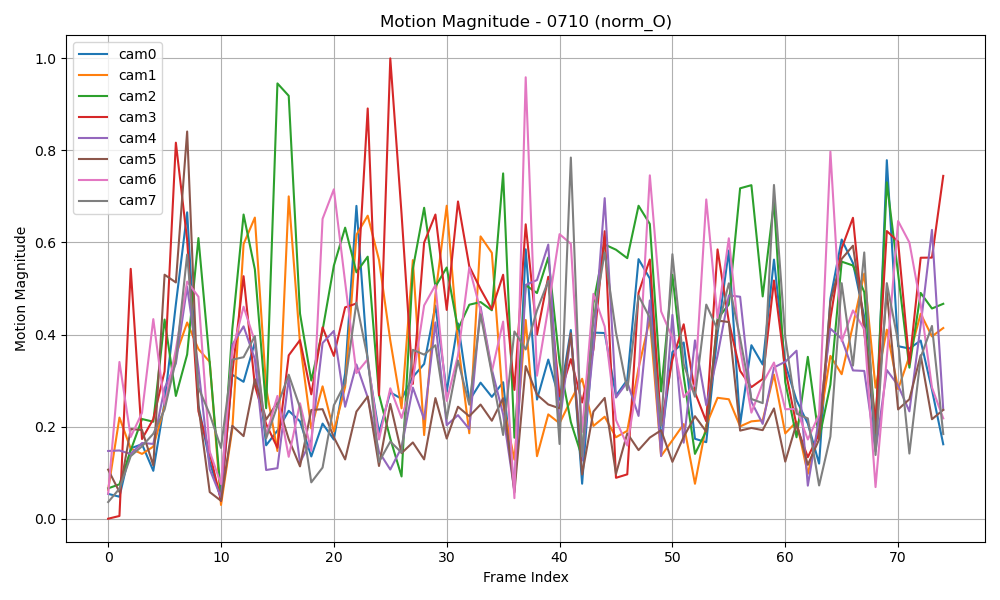 Motion Magnitude - 0710 (norm_O)
1.0
0.8
0.6
0.4
0.2
0.0
Motion Magnitude
cam0
cam1
cam2
cam3
cam4
cam5
cam6
cam7
0 10 20 30 40 50 60 70
Frame Index